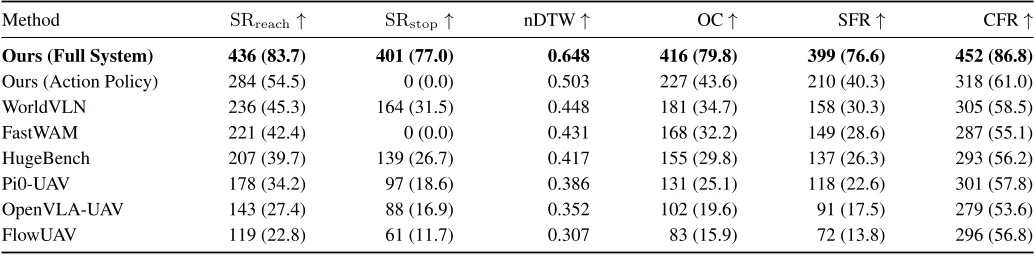 Method SR_reach ↑ SR_stop ↑ nDTW ↑ OC ↑ SFR ↑ CFR ↑
Ours (Full System) 436 (83.7) 401 (77.0) 0.648 416 (79.8) 399 (76.6) 452 (86.8)
Ours (Action Policy) 284 (54.5) 0 (0.0) 0.503 227 (43.6) 210 (40.3) 318 (61.0)
WorldVLN 236 (45.3) 164 (31.5) 0.448 181 (34.7) 158 (30.3) 305 (58.5)
FastWAM 221 (42.4) 0 (0.0) 0.431 168 (32.2) 149 (28.6) 287 (55.1)
HugeBench 207 (39.7) 139 (26.7) 0.417 155 (29.8) 137 (26.3) 293 (56.2)
Pi0-UAV 178 (34.2) 97 (18.6) 0.386 131 (25.1) 118 (22.6) 301 (57.8)
OpenVLA-UAV 143 (27.4) 88 (16.9) 0.352 102 (19.6) 91 (17.5) 279 (53.6)
FlowUAV 119 (22.8) 61 (11.7) 0.307 83 (15.9) 72 (13.8) 296 (56.8)